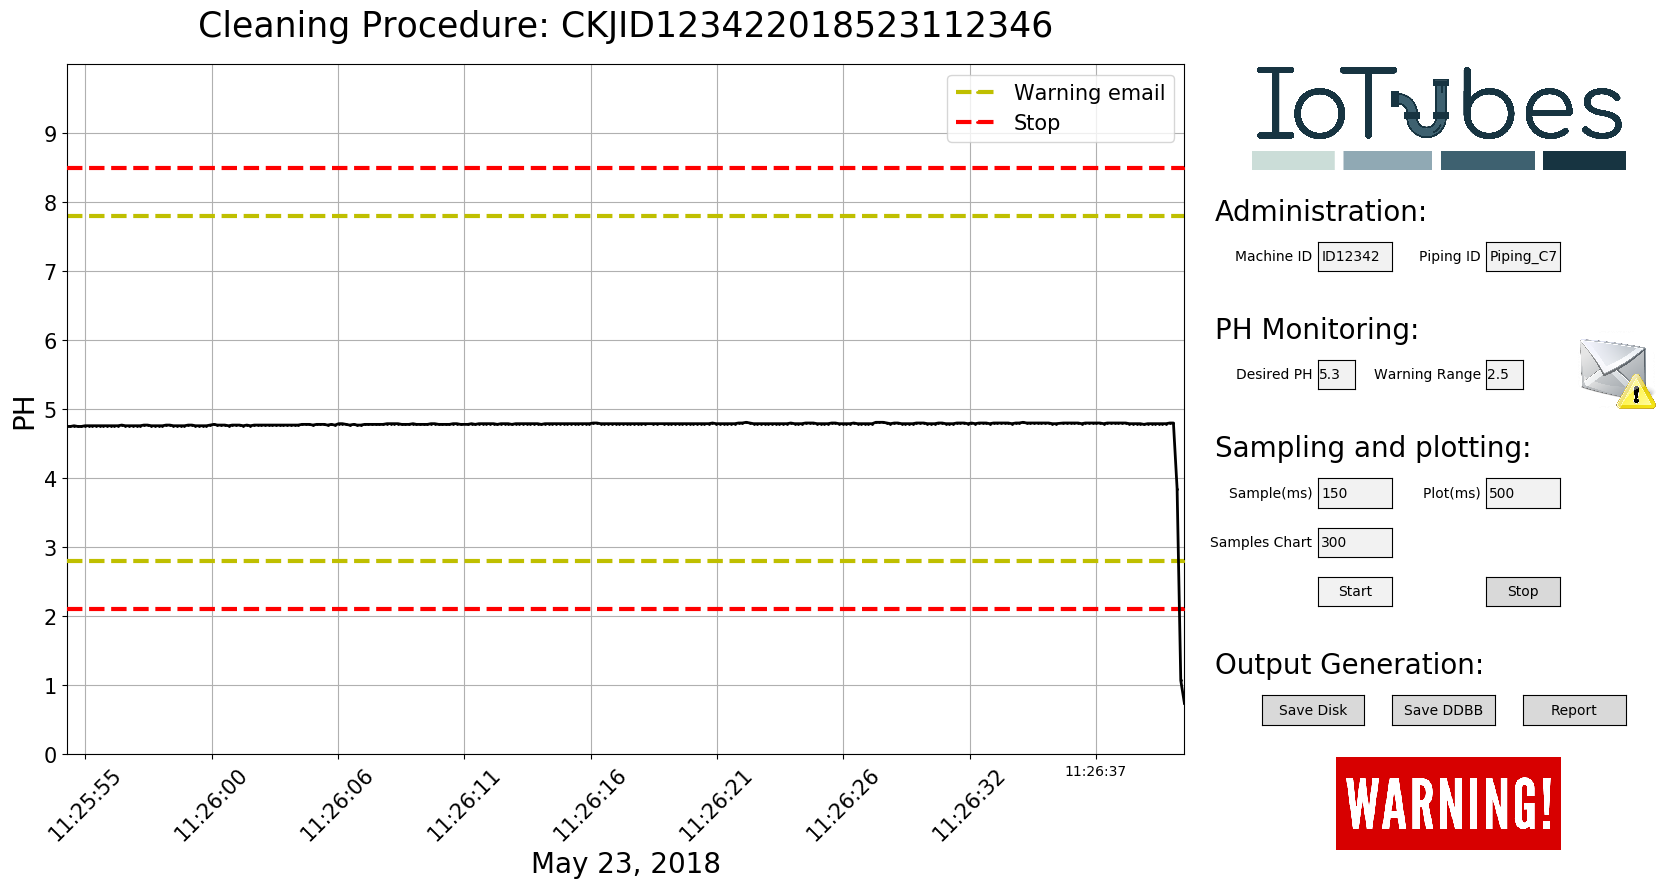 Cleaning Procedure: CKJID123422018523112346
Warning email
Stop
9
8
7
6
5
4
3
2
1
0
PH
11:25:55
11:26:00
11:26:06
11:26:11
11:26:16
11:26:21
11:26:26
11:26:32
11:26:37
May 23, 2018
IoTubes
Administration:
Machine ID ID12342 Piping ID Piping_C7
PH Monitoring:
Desired PH 5.3 Warning Range 2.5
Sampling and plotting:
Sample(ms) 150 Plot(ms) 500
Samples Chart 300
Start Stop
Output Generation:
Save Disk Save DDBB Report
WARNING!